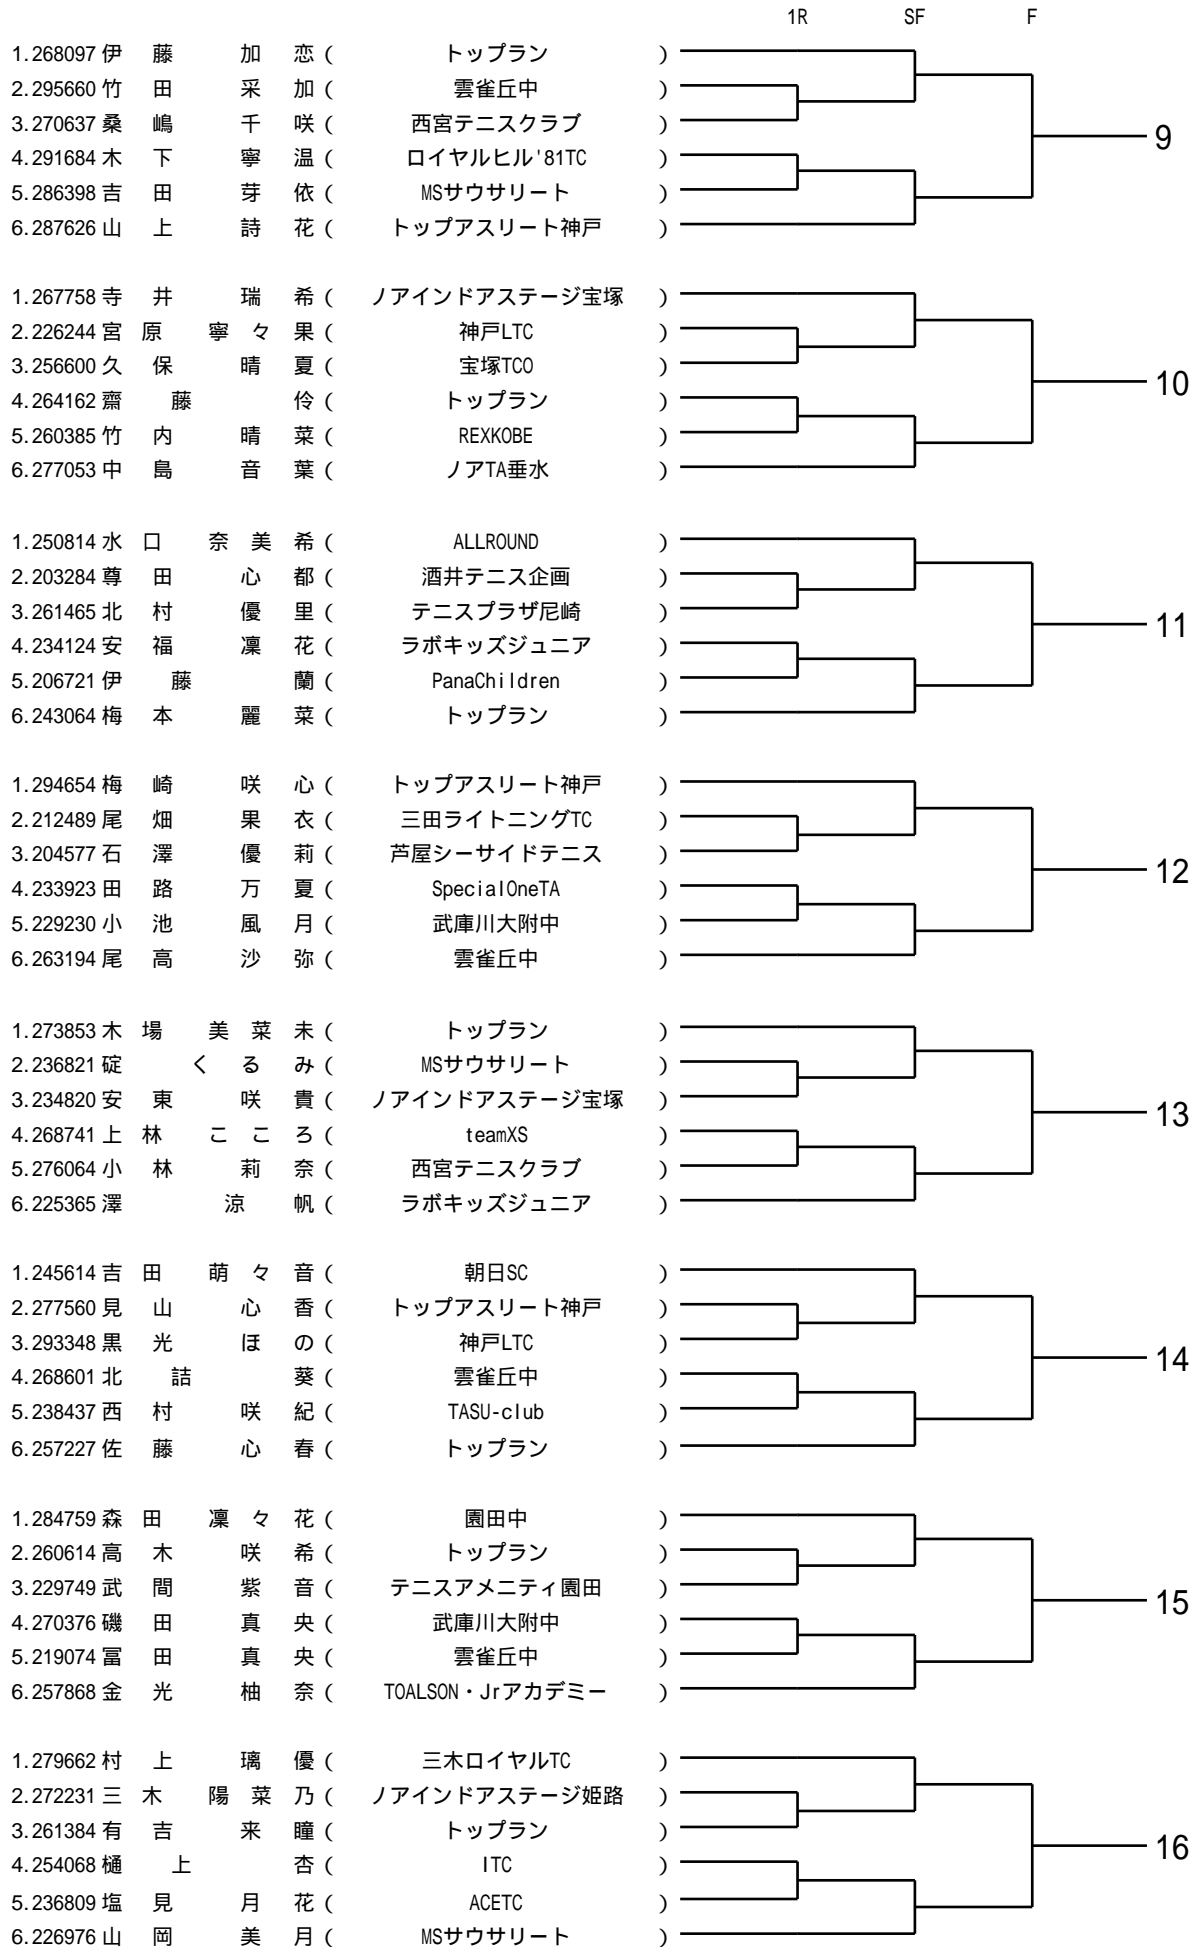 1R SF F
1.268097 伊 藤 加 恋 ( トップラン )
2.295660 竹 田 采 加 ( 雲雀丘中 )
3.270637 桑 嶋 千 咲 ( 西宮テニスクラブ )
9
4.291684 木 下 寧 温 ( ロイヤルヒル'81TC )
5.286398 吉 田 芽 依 ( MSサウサリート )
6.287626 山 上 詩 花 ( トップアスリート神戸 )
1.267758 寺 井 瑞 希 ( ノアインドアステージ宝塚 )
2.226244 宮 原 寧 々 果 ( 神戸LTC )
3.256600 久 保 晴 夏 ( 宝塚TCO )
10
4.264162 齋 藤 伶 ( トップラン )
5.260385 竹 内 晴 菜 ( REXKOBE )
6.277053 中 島 音 葉 ( ノアTA垂水 )
1.250814 水 口 奈 美 希 ( ALLROUND )
2.203284 尊 田 心 都 ( 酒井テニス企画 )
3.261465 北 村 優 里 ( テニスプラザ尼崎 )
11
4.234124 安 福 凜 花 ( ラボキッズジュニア )
5.206721 伊 藤 蘭 ( PanaChildren )
6.243064 梅 本 麗 菜 ( トップラン )
1.294654 梅 崎 咲 心 ( トップアスリート神戸 )
2.212489 尾 畑 果 衣 ( 三田ライトニングTC )
3.204577 石 澤 優 莉 ( 芦屋シーサイドテニス )
12
4.233923 田 路 万 夏 ( SpecialOneTA )
5.229230 小 池 風 月 ( 武庫川大附中 )
6.263194 尾 高 沙 弥 ( 雲雀丘中 )
1.273853 木 場 美 菜 未 ( トップラン )
2.236821 碇 く る み ( MSサウサリート )
3.234820 安 東 咲 貴 ( ノアインドアステージ宝塚 )
13
4.268741 上 林 こ こ ろ ( teamXS )
5.276064 小 林 莉 奈 ( 西宮テニスクラブ )
6.225365 澤 涼 帆 ( ラボキッズジュニア )
1.245614 吉 田 萌 々 音 ( 朝日SC )
2.277560 見 山 心 香 ( トップアスリート神戸 )
3.293348 黒 光 ほ の ( 神戸LTC )
14
4.268601 北 詰 葵 ( 雲雀丘中 )
5.238437 西 村 咲 紀 ( TASU-club )
6.257227 佐 藤 心 春 ( トップラン )
1.284759 森 田 凜 々 花 ( 園田中 )
2.260614 高 木 咲 希 ( トップラン )
3.229749 武 間 紫 音 ( テニスアメニティ園田 )
15
4.270376 磯 田 真 央 ( 武庫川大附中 )
5.219074 冨 田 真 央 ( 雲雀丘中 )
6.257868 金 光 柚 奈 ( TOALSON・Jrアカデミー )
1.279662 村 上 璃 優 ( 三木ロイヤルTC )
2.272231 三 木 陽 菜 乃 ( ノアインドアステージ姫路 )
3.261384 有 吉 来 瞳 ( トップラン )
16
4.254068 樋 上 杏 ( ITC )
5.236809 塩 見 月 花 ( ACETC )
6.226976 山 岡 美 月 ( MSサウサリート )